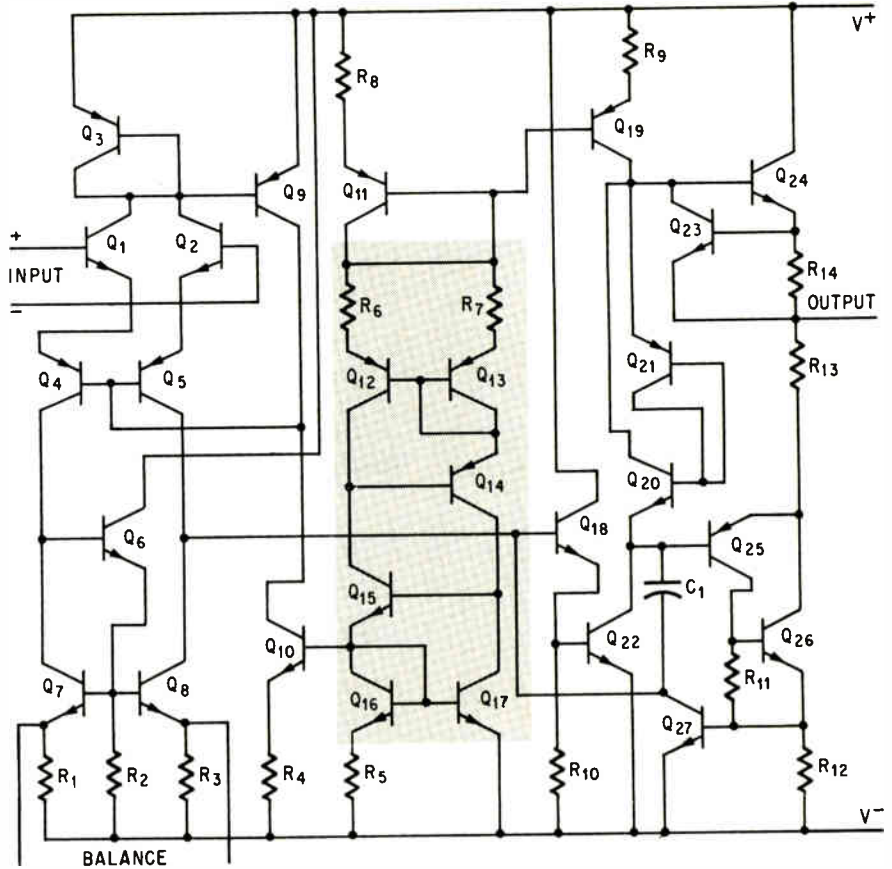 V+
R9
R8
Q3
Q19
Q9
Q11
Q24
Q1
Q2
Q23
+
INPUT
-
R14
OUTPUT
R6
R7
Q4
Q5
Q12
Q13
Q21
R13
Q14
Q20
Q6
Q18
Q25
Q15
C1
Q10
Q22
Q26
Q7
Q8
Q16
Q17
R11
Q27
R1
R2
R3
R4
R5
R10
R12
V-
BALANCE